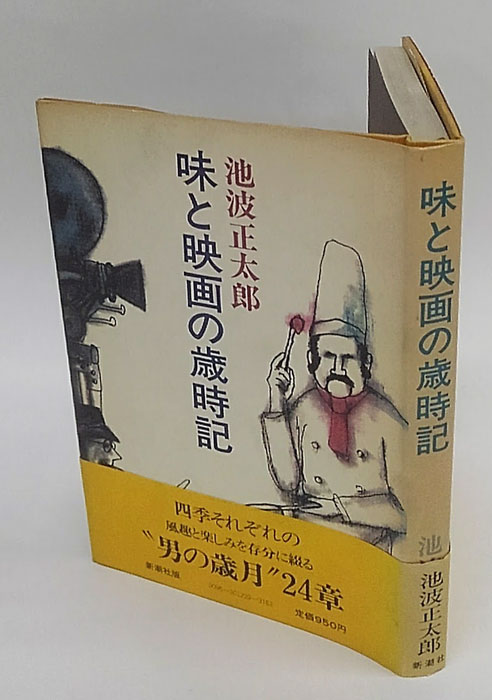 池波正太郎
味と映画の歳時記
四季それぞれの
風趣と楽しみを存分に綴る
〝男の歳月〟24章
新潮社版
定価950円
味と映画の歳時記
池
池波正太郎
新潮社